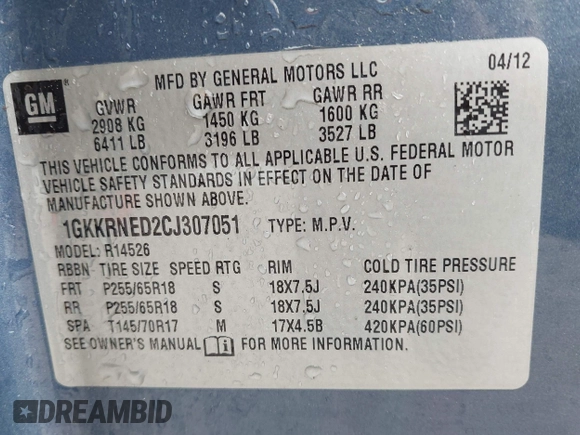 GM
®
MFD BY GENERAL MOTORS LLC
04/12
GVWR GAWR FRT GAWR RR
2908 KG 1450 KG 1600 KG
6411 LB 3196 LB 3527 LB
THIS VEHICLE CONFORMS TO ALL APPLICABLE U.S. FEDERAL MOTOR
VEHICLE SAFETY STANDARDS IN EFFECT ON THE DATE OF
MANUFACTURE SHOWN ABOVE.
1GKKRNED2CJ307051 TYPE: M.P.V.
MODEL: R14526
RBBN TIRE SIZE SPEED RTG RIM COLD TIRE PRESSURE
FRT P255/65R18 S 18X7.5J 240KPA(35PSI)
RR P255/65R18 S 18X7.5J 240KPA(35PSI)
SPA T145/70R17 M 17X4.5B 420KPA(60PSI)
SEE OWNER'S MANUAL FOR MORE INFORMATION.
DREAMBID